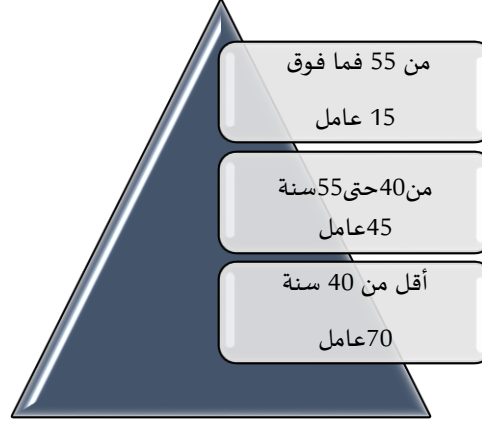 من 55 فما فوق
15 عامل
من40حتى55سنة
45عامل
أقل من 40 سنة
70عامل